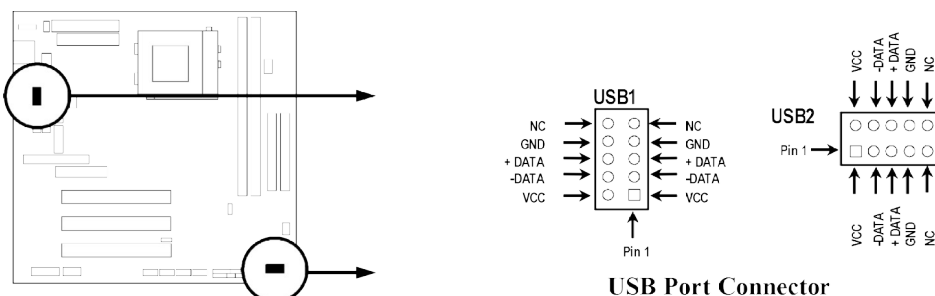 USB1
NC NC
GND GND
+ DATA + DATA
-DATA -DATA
VCC VCC
Pin 1
VCC -DATA + DATA GND NC
USB2
Pin 1
VCC -DATA + DATA GND NC
USB Port Connector